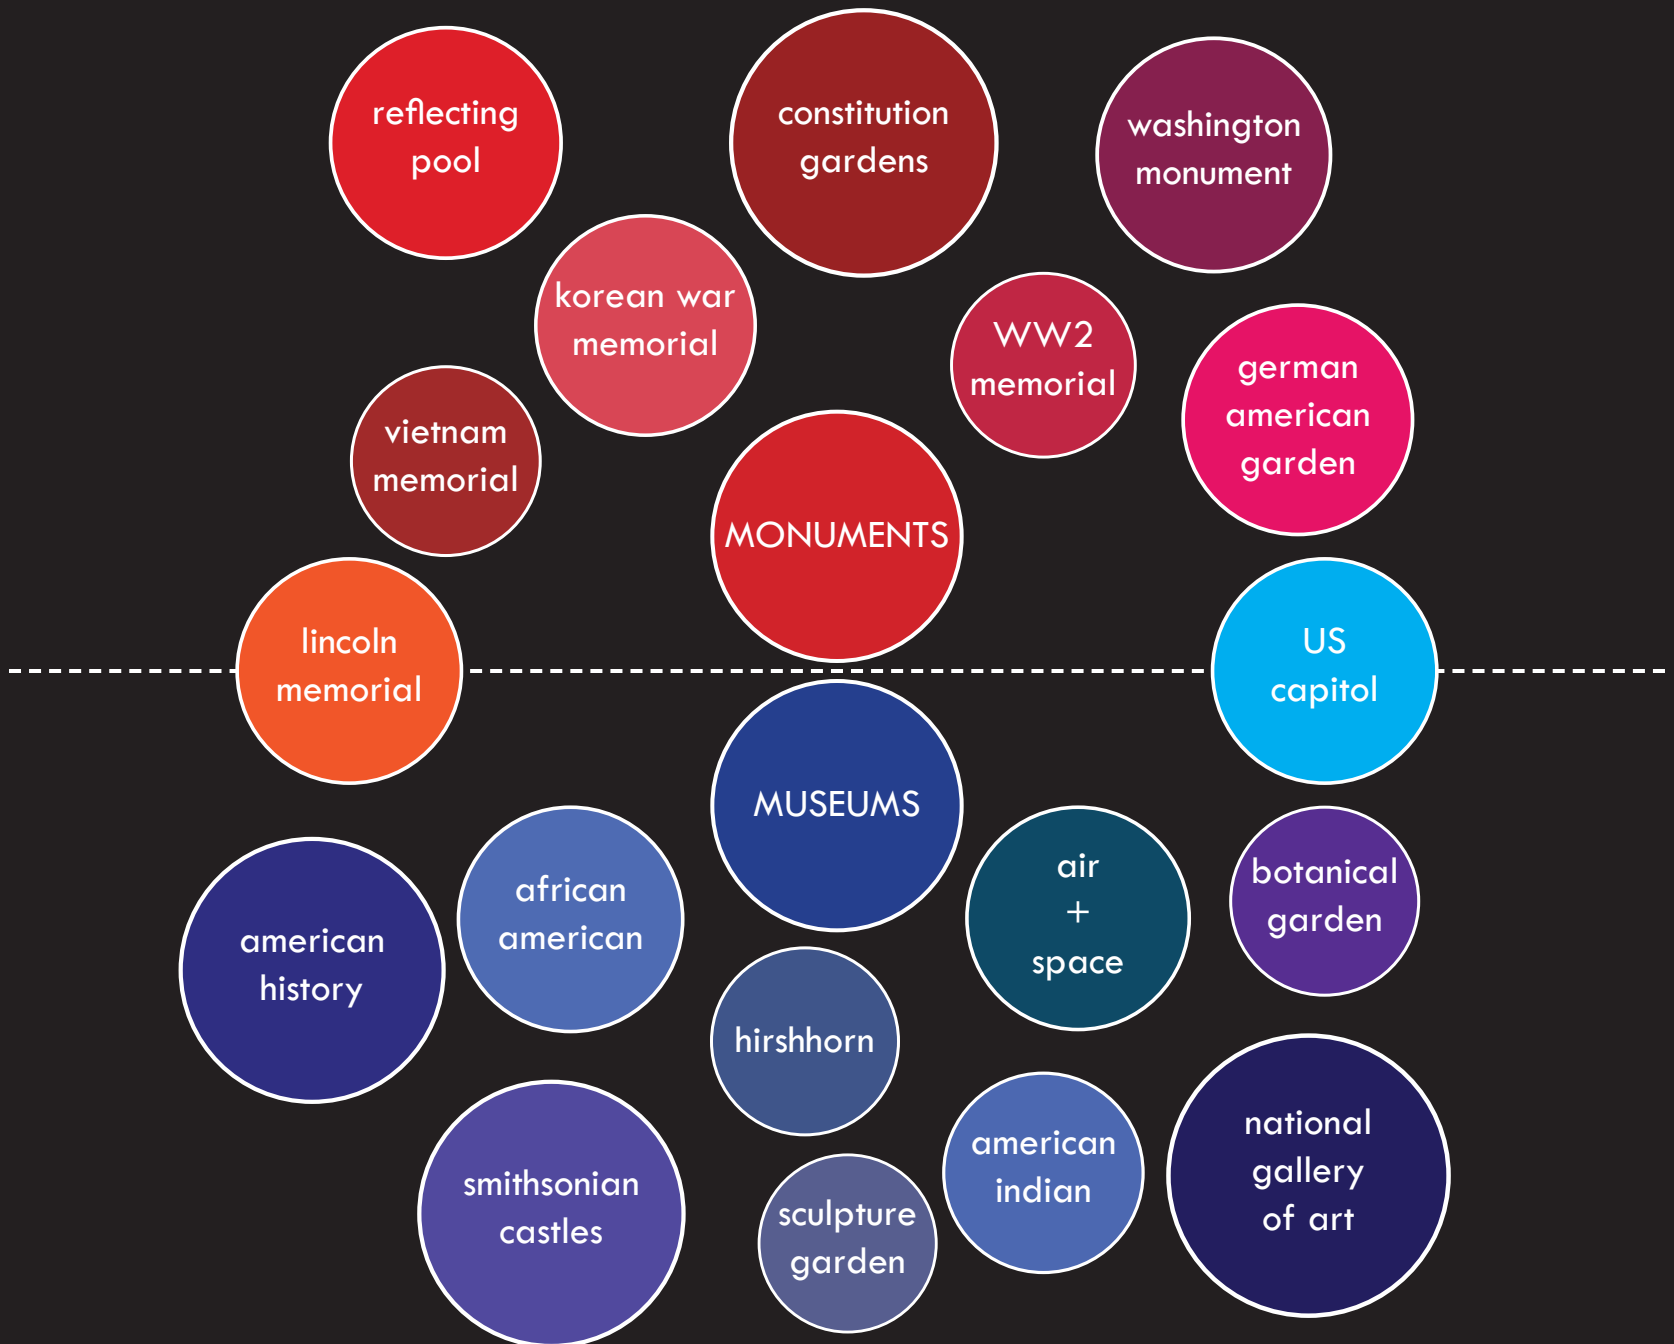 reflecting
pool
constitution
gardens
washington
monument
korean war
memorial
WW2
memorial
german
american
garden
vietnam
memorial
MONUMENTS
lincoln
memorial
US
capitol
MUSEUMS
american
history
african
american
air
+
space
botanical
garden
hirshhorn
smithsonian
castles
sculpture
garden
american
indian
national
gallery
of art